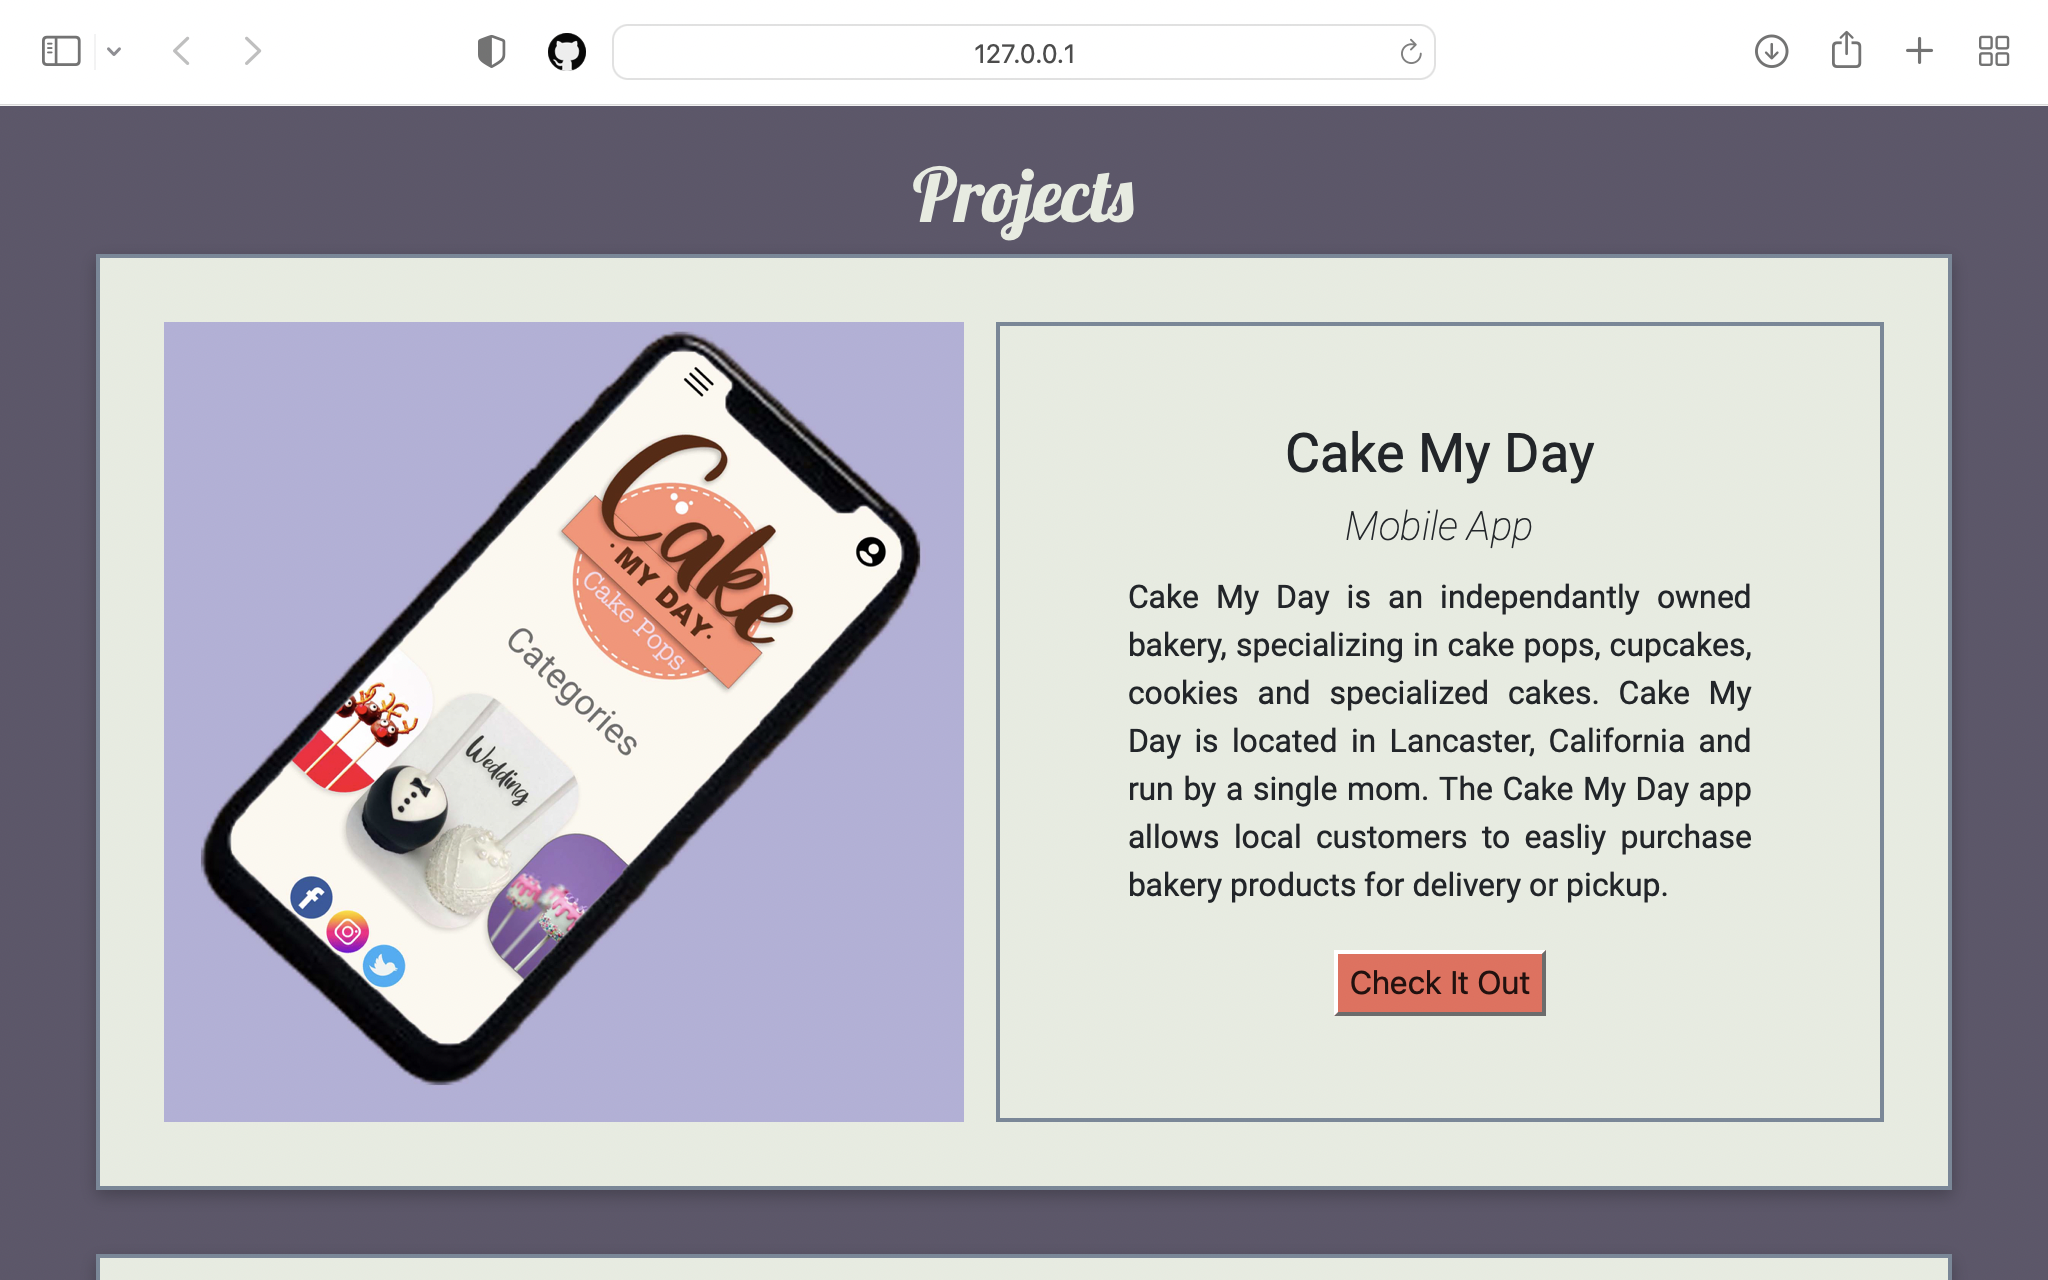 127.0.0.1
Projects
Cake
· MY DAY ·
Cake Pops
Categories
Wedding
Cake My Day
Mobile App
Cake My Day is an independantly owned
bakery, specializing in cake pops, cupcakes,
cookies and specialized cakes. Cake My
Day is located in Lancaster, California and
run by a single mom. The Cake My Day app
allows local customers to easliy purchase
bakery products for delivery or pickup.
Check It Out